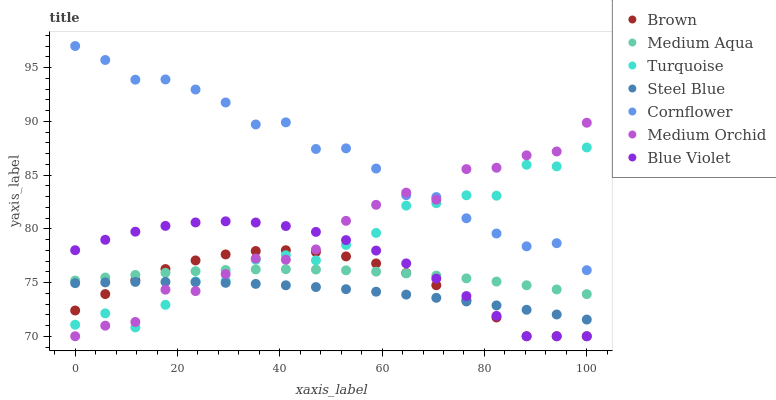 title
Brown
Medium Aqua
Turquoise
Steel Blue
Cornflower
Medium Orchid
Blue Violet
yaxis_label
95
90
85
80
75
70
0 20 40 60 80 100
xaxis_label